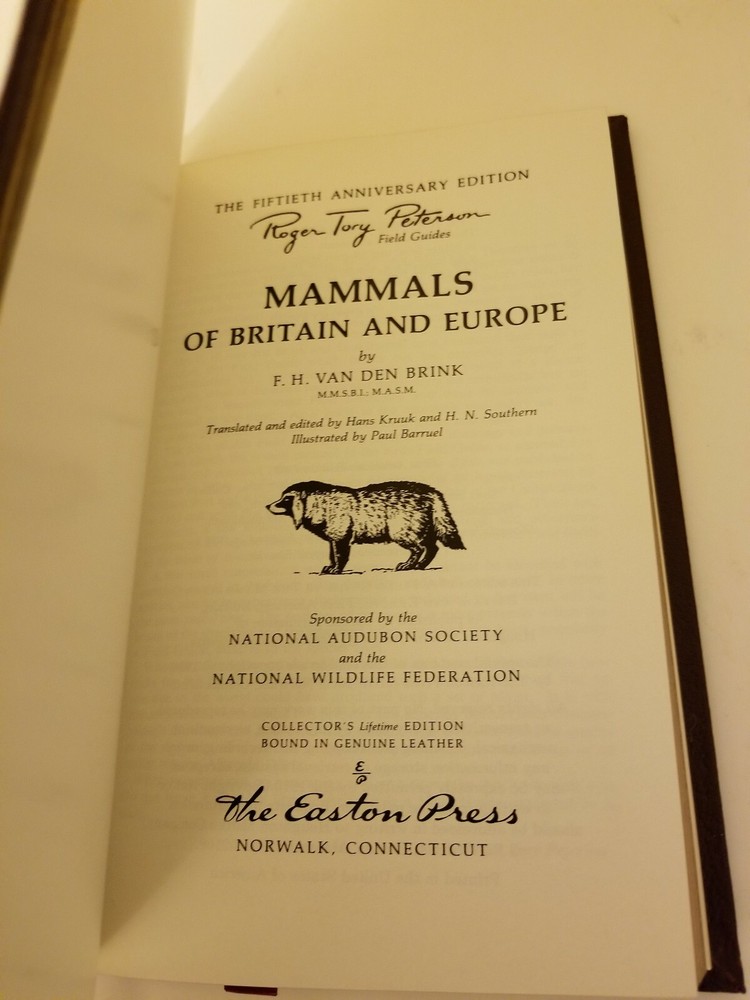 THE FIFTIETH ANNIVERSARY EDITION
Roger Tory Peterson
Field Guides
MAMMALS
OF BRITAIN AND EUROPE
by
F. H. VAN DEN BRINK
M.M.S.B.I.; M.A.S.M.
Translated and edited by Hans Kruuk and H. N. Southern
Illustrated by Paul Barruel
Sponsored by the
NATIONAL AUDUBON SOCIETY
and the
NATIONAL WILDLIFE FEDERATION
COLLECTOR'S Lifetime EDITION
BOUND IN GENUINE LEATHER
E
P
The Easton Press
NORWALK, CONNECTICUT